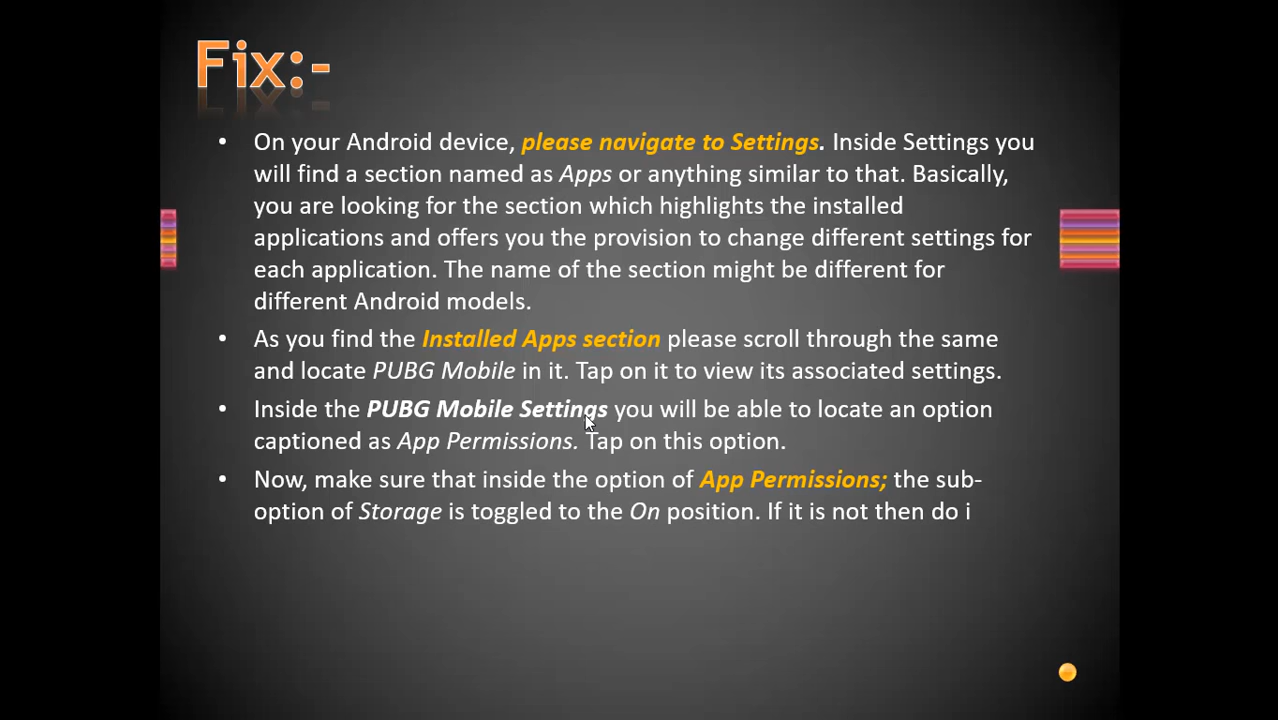 Fix:-
• On your Android device, please navigate to Settings. Inside Settings you
will find a section named as Apps or anything similar to that. Basically,
you are looking for the section which highlights the installed
applications and offers you the provision to change different settings for
each application. The name of the section might be different for
different Android models.
• As you find the Installed Apps section please scroll through the same
and locate PUBG Mobile in it. Tap on it to view its associated settings.
• Inside the PUBG Mobile Settings you will be able to locate an option
captioned as App Permissions. Tap on this option.
• Now, make sure that inside the option of App Permissions; the sub-
option of Storage is toggled to the On position. If it is not then do i